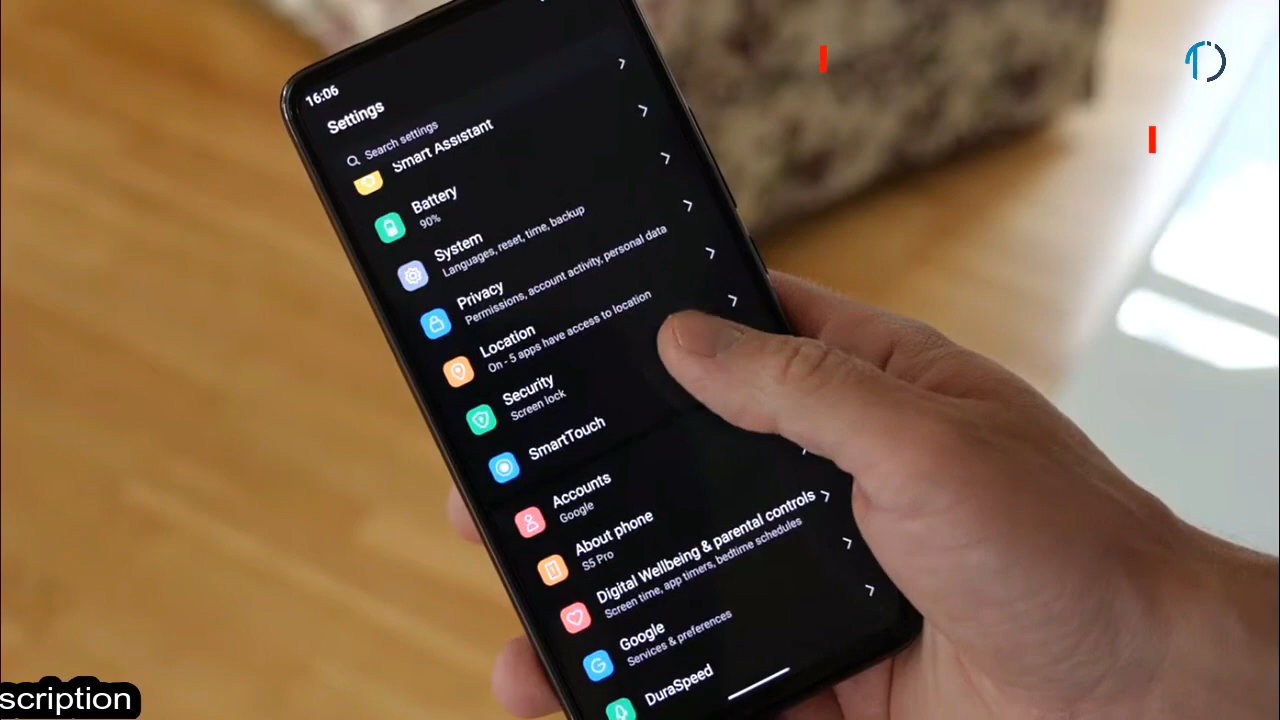 16:06
Settings
Search settings
Smart Assistant
Battery
90%
System
Languages, reset, time, backup
Privacy
Permissions, account activity, personal data
Location
On - 5 apps have access to location
Security
Screen lock
SmartTouch
Accounts
Google
About phone
S5 Pro
Digital Wellbeing & parental controls
Screen time, app timers, bedtime schedules
Google
Services & preferences
DuraSpeed
scription